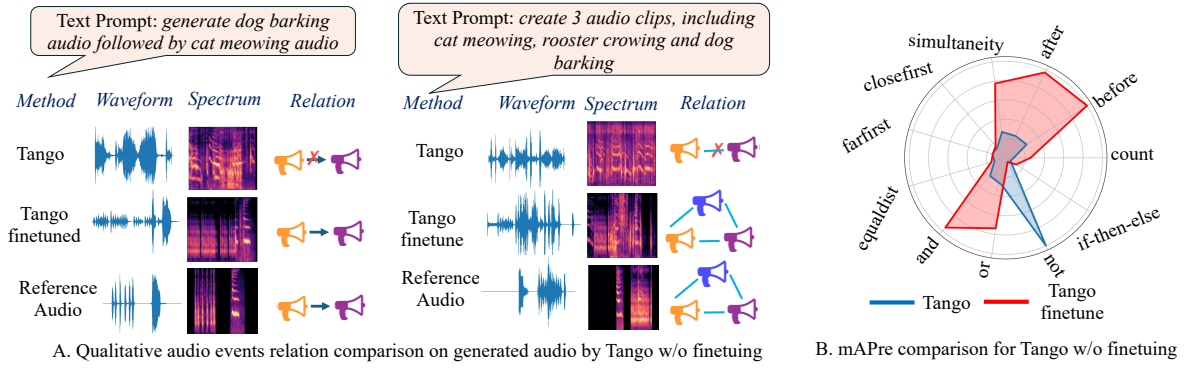 Text Prompt: generate dog barking
audio followed by cat meowing audio
Method Waveform Spectrum Relation
Tango
Tango
finetuned
Reference
Audio
Text Prompt: create 3 audio clips, including
cat meowing, rooster crowing and dog
barking
Method Waveform Spectrum Relation
Tango
Tango
finetune
Reference
Audio
A. Qualitative audio events relation comparison on generated audio by Tango w/o finetuing
simultaneity
after
before
count
if-then-else
not
or
and
equaldist
farfirst
closefirst
Tango
Tango
finetune
B. mAPre comparison for Tango w/o finetuing